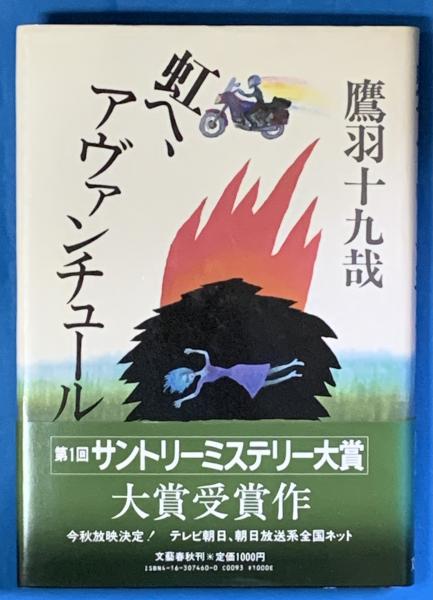 虹へ、
アヴァンチュール
鷹羽十九哉
第1回 サントリーミステリー大賞
大賞受賞作
今秋放映決定! テレビ朝日、朝日放送系全国ネット
文藝春秋刊＊定価1000円
ISBN4-16-307460-0 C0093 ¥1000E